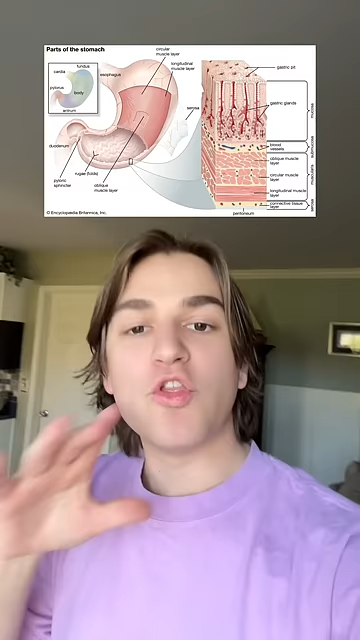 Parts of the stomach
fundus
cardia
pylorus
body
antrum
esophagus
circular
muscle layer
longitudinal
muscle layer
serosa
duodenum
pyloric
sphincter
rugae (folds)
oblique
muscle layer
gastric pit
gastric glands
mucosa
blood
vessels
submucosa
oblique muscle
layer
circular muscle
layer
muscularis
longitudinal muscle
layer
connective tissue
layer
serosa
peritoneum
© Encyclopædia Britannica, Inc.